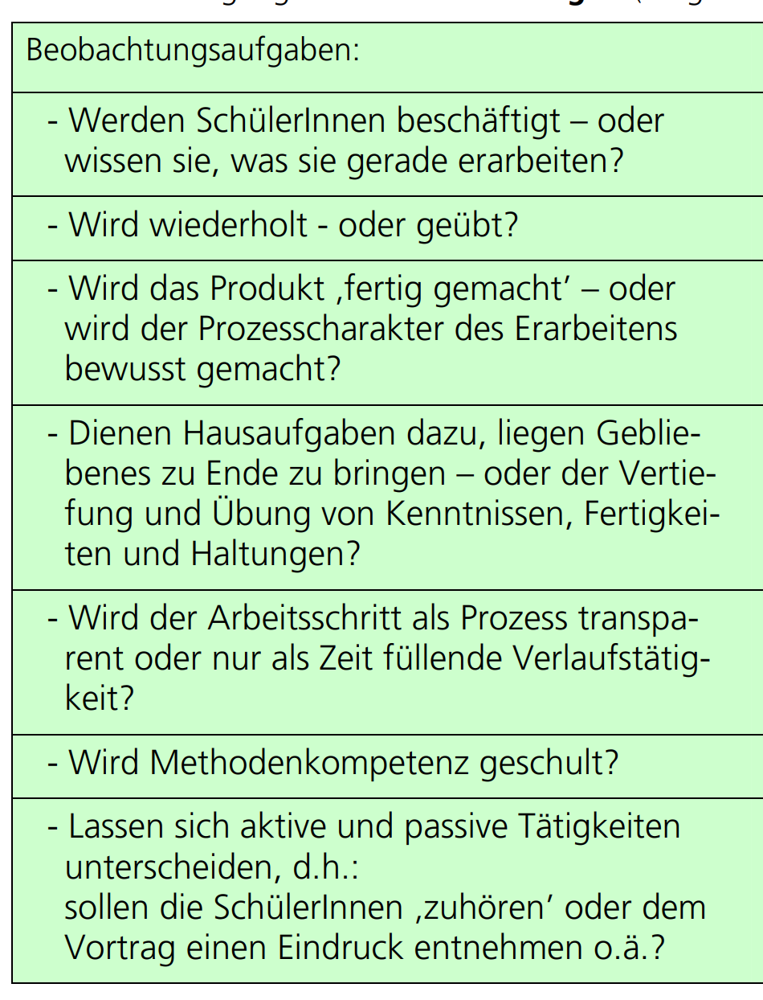 Beobachtungsaufgaben:
- Werden SchülerInnen beschäftigt – oder
wissen sie, was sie gerade erarbeiten?
- Wird wiederholt - oder geübt?
- Wird das Produkt ‚fertig gemacht’ – oder
wird der Prozesscharakter des Erarbeitens
bewusst gemacht?
- Dienen Hausaufgaben dazu, liegen Geblie-
benes zu Ende zu bringen – oder der Vertie-
fung und Übung von Kenntnissen, Fertigkei-
ten und Haltungen?
- Wird der Arbeitsschritt als Prozess transpa-
rent oder nur als Zeit füllende Verlaufstätig-
keit?
- Wird Methodenkompetenz geschult?
- Lassen sich aktive und passive Tätigkeiten
unterscheiden, d.h.:
sollen die SchülerInnen ‚zuhören’ oder dem
Vortrag einen Eindruck entnehmen o.ä.?